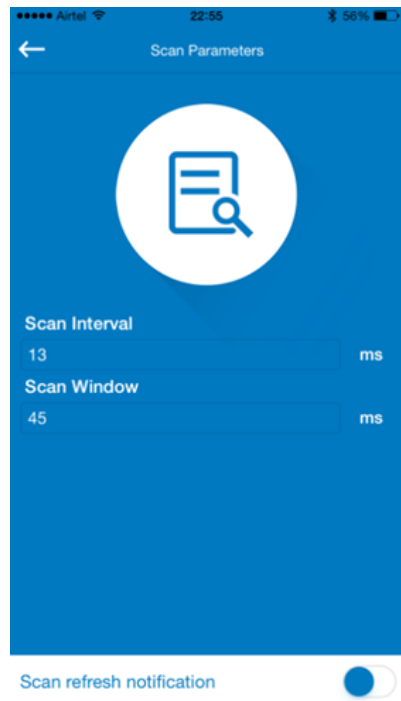 Airtel 22:55 56%
Scan Parameters
Scan Interval
13 ms
Scan Window
45 ms
Scan refresh notification